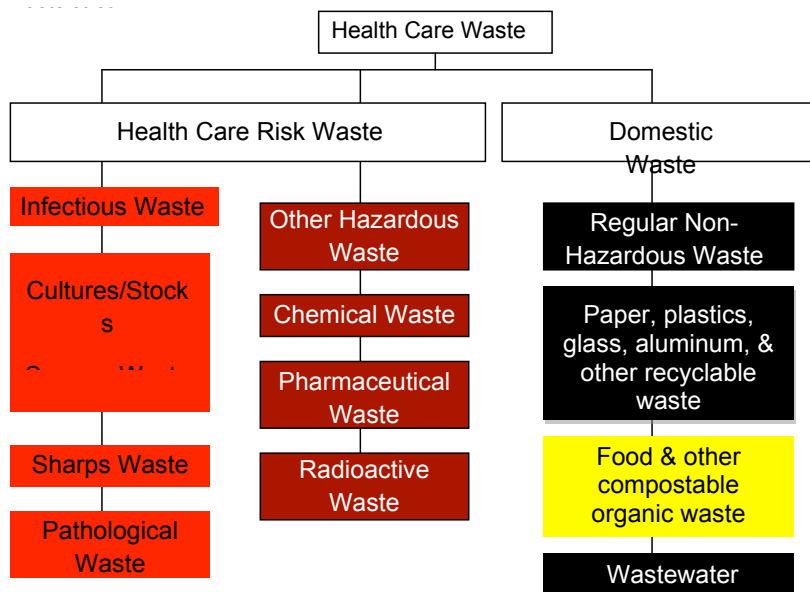 Health Care Waste
Health Care Risk Waste
Domestic
Waste
Infectious Waste
Cultures/Stock
s
Sharps Waste
Pathological
Waste
Other Hazardous
Waste
Chemical Waste
Pharmaceutical
Waste
Radioactive
Waste
Regular Non-
Hazardous Waste
Paper, plastics,
glass, aluminum, &
other recyclable
waste
Food & other
compostable
organic waste
Wastewater